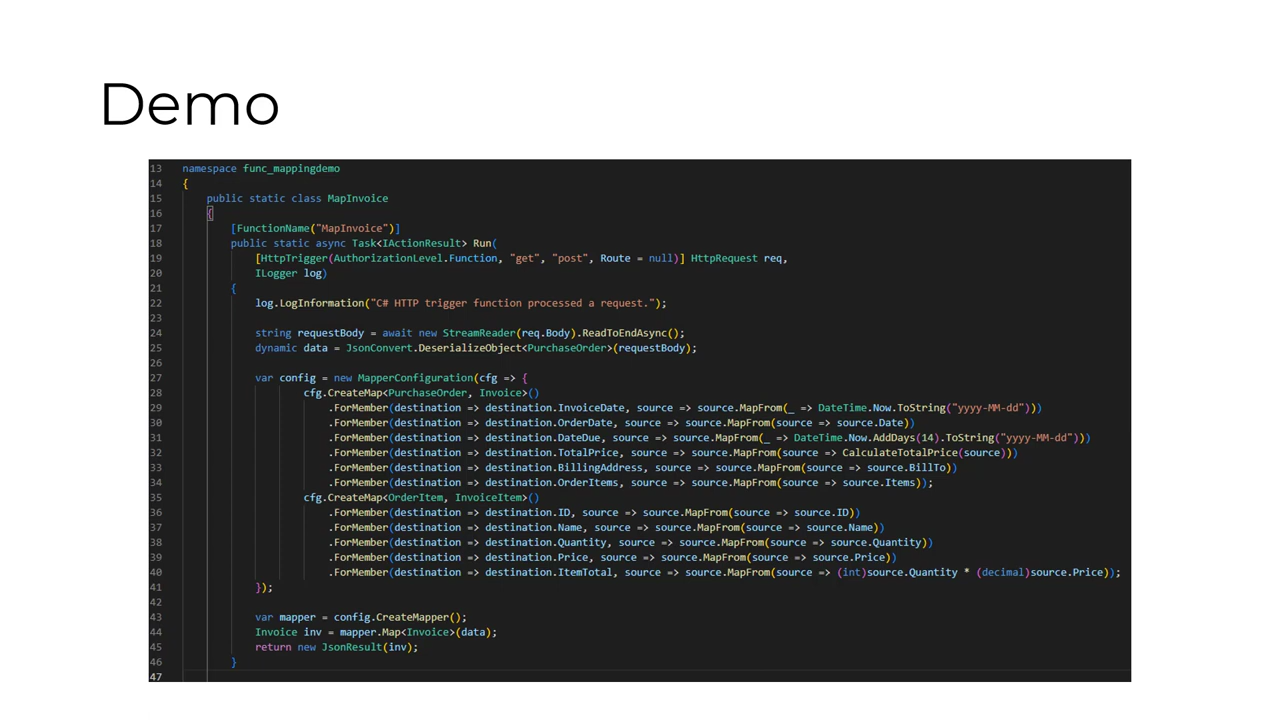 Demo
13 namespace func_mappingdemo
14 {
15 public static class MapInvoice
16 {
17 [FunctionName("MapInvoice")]
18 public static async Task<IActionResult> Run(
19 [HttpTrigger(AuthorizationLevel.Function, "get", "post", Route = null)] HttpRequest req,
20 ILogger log)
21 {
22 log.LogInformation("C# HTTP trigger function processed a request.");
23
24 string requestBody = await new StreamReader(req.Body).ReadToEndAsync();
25 dynamic data = JsonConvert.DeserializeObject<PurchaseOrder>(requestBody);
26
27 var config = new MapperConfiguration(cfg => {
28 cfg.CreateMap<PurchaseOrder, Invoice>()
29 .ForMember(destination => destination.InvoiceDate, source => source.MapFrom(_ => DateTime.Now.ToString("yyyy-MM-dd")))
30 .ForMember(destination => destination.OrderDate, source => source.MapFrom(source => source.Date))
31 .ForMember(destination => destination.DateDue, source => source.MapFrom(_ => DateTime.Now.AddDays(14).ToString("yyyy-MM-dd")))
32 .ForMember(destination => destination.TotalPrice, source => source.MapFrom(source => CalculateTotalPrice(source)))
33 .ForMember(destination => destination.BillingAddress, source => source.MapFrom(source => source.BillTo))
34 .ForMember(destination => destination.OrderItems, source => source.MapFrom(source => source.Items));
35 cfg.CreateMap<OrderItem, InvoiceItem>()
36 .ForMember(destination => destination.ID, source => source.MapFrom(source => source.ID))
37 .ForMember(destination => destination.Name, source => source.MapFrom(source => source.Name))
38 .ForMember(destination => destination.Quantity, source => source.MapFrom(source => source.Quantity))
39 .ForMember(destination => destination.Price, source => source.MapFrom(source => source.Price))
40 .ForMember(destination => destination.ItemTotal, source => source.MapFrom(source => (int)source.Quantity * (decimal)source.Price));
41 });
42
43 var mapper = config.CreateMapper();
44 Invoice inv = mapper.Map<Invoice>(data);
45 return new JsonResult(inv);
46 }
47